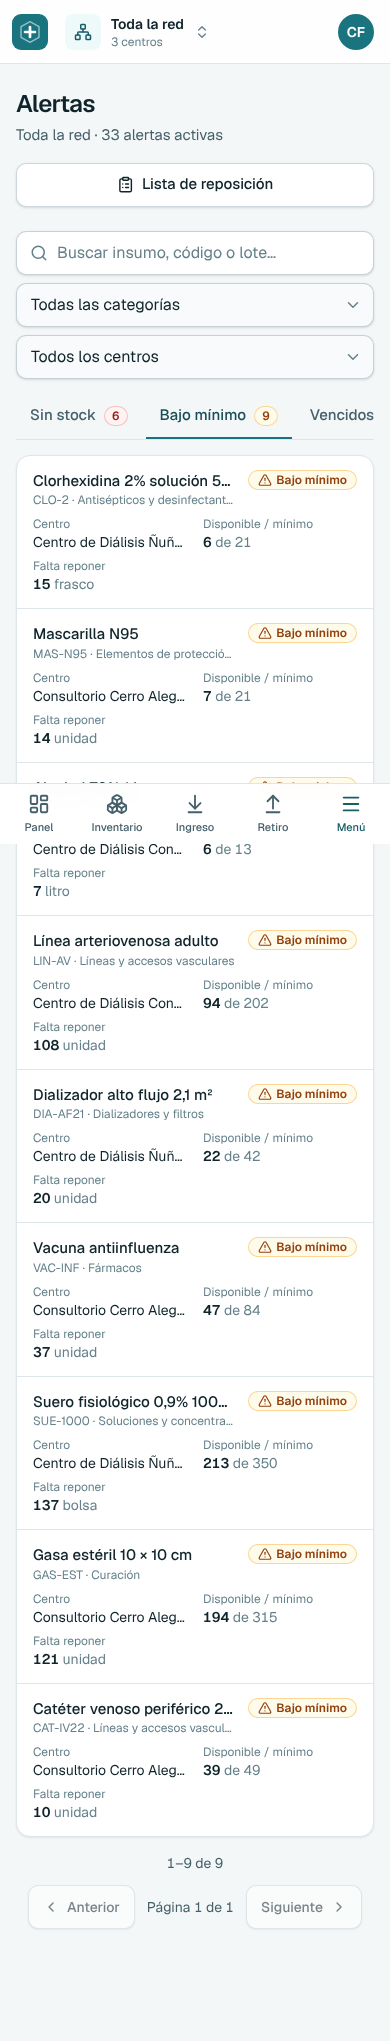 Toda la red
3 centros
CF
Alertas
Toda la red · 33 alertas activas
Lista de reposición
Buscar insumo, código o lote...
Todas las categorías
Todos los centros
Sin stock 6 Bajo mínimo 9 Vencidos
Clorhexidina 2% solución 5... Bajo mínimo
CLO-2 · Antisépticos y desinfectant...
Centro Disponible / mínimo
Centro de Diálisis Ñuñ... 6 de 21
Falta reponer
15 frasco
Mascarilla N95 Bajo mínimo
MAS-N95 · Elementos de protecció...
Centro Disponible / mínimo
Consultorio Cerro Aleg... 7 de 21
Falta reponer
14 unidad
Panel Inventario Ingreso Retiro Menú
Centro de Diálisis Con... 6 de 13
Falta reponer
7 litro
Línea arteriovenosa adulto Bajo mínimo
LIN-AV · Líneas y accesos vasculares
Centro Disponible / mínimo
Centro de Diálisis Con... 94 de 202
Falta reponer
108 unidad
Dializador alto flujo 2,1 m² Bajo mínimo
DIA-AF21 · Dializadores y filtros
Centro Disponible / mínimo
Centro de Diálisis Ñuñ... 22 de 42
Falta reponer
20 unidad
Vacuna antiinfluenza Bajo mínimo
VAC-INF · Fármacos
Centro Disponible / mínimo
Consultorio Cerro Aleg... 47 de 84
Falta reponer
37 unidad
Suero fisiológico 0,9% 100... Bajo mínimo
SUE-1000 · Soluciones y concentra...
Centro Disponible / mínimo
Centro de Diálisis Ñuñ... 213 de 350
Falta reponer
137 bolsa
Gasa estéril 10 × 10 cm Bajo mínimo
GAS-EST · Curación
Centro Disponible / mínimo
Consultorio Cerro Aleg... 194 de 315
Falta reponer
121 unidad
Catéter venoso periférico 2... Bajo mínimo
CAT-IV22 · Líneas y accesos vascul...
Centro Disponible / mínimo
Consultorio Cerro Aleg... 39 de 49
Falta reponer
10 unidad
1–9 de 9
Anterior Página 1 de 1 Siguiente